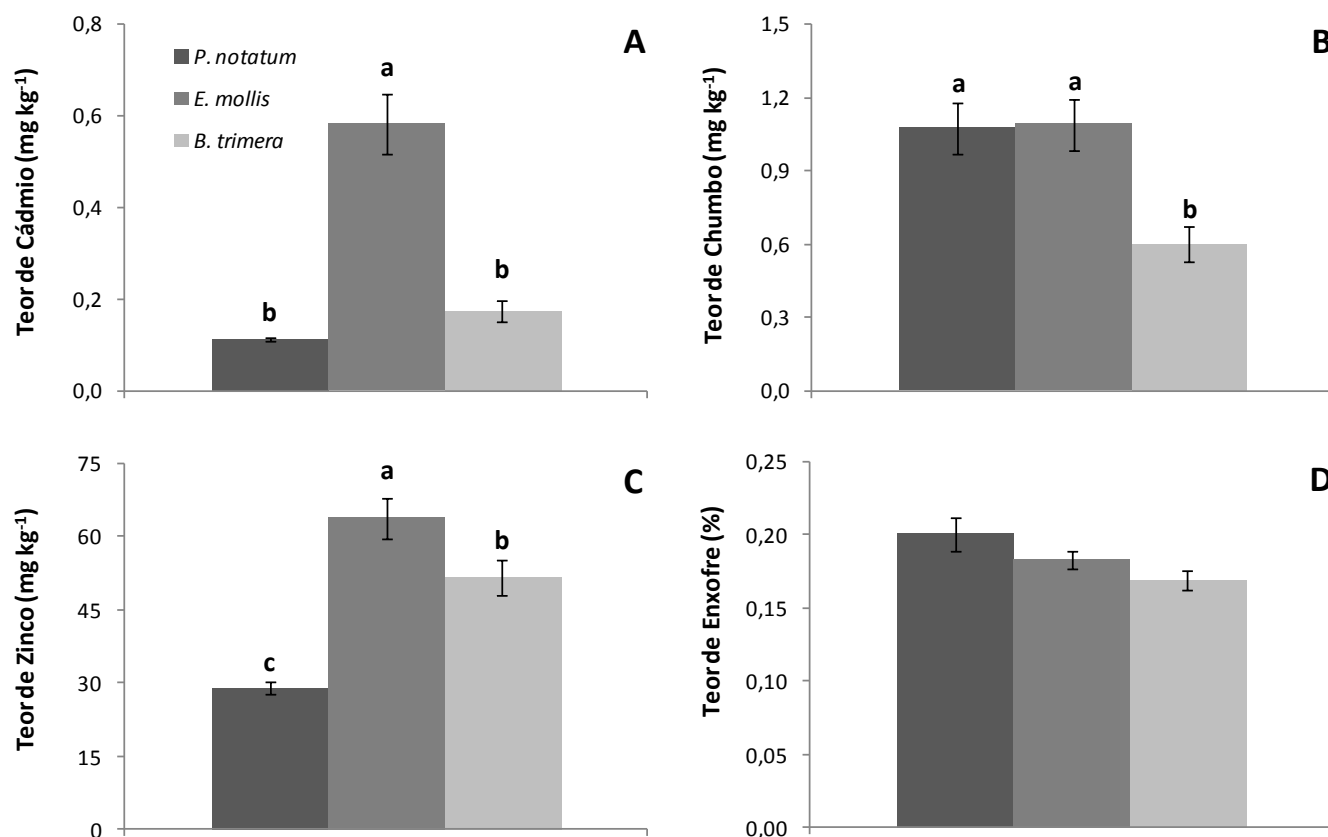 A
Teor de Cádmio (mg kg⁻¹)
0,8
0,6
0,4
0,2
0,0
P. notatum
E. mollis
B. trimera
b
a
b
B
Teor de Chumbo (mg kg⁻¹)
1,5
1,2
0,9
0,6
0,3
0,0
a
a
b
C
Teor de Zinco (mg kg⁻¹)
75
60
45
30
15
0
c
a
b
D
Teor de Enxofre (%)
0,25
0,20
0,15
0,10
0,05
0,00